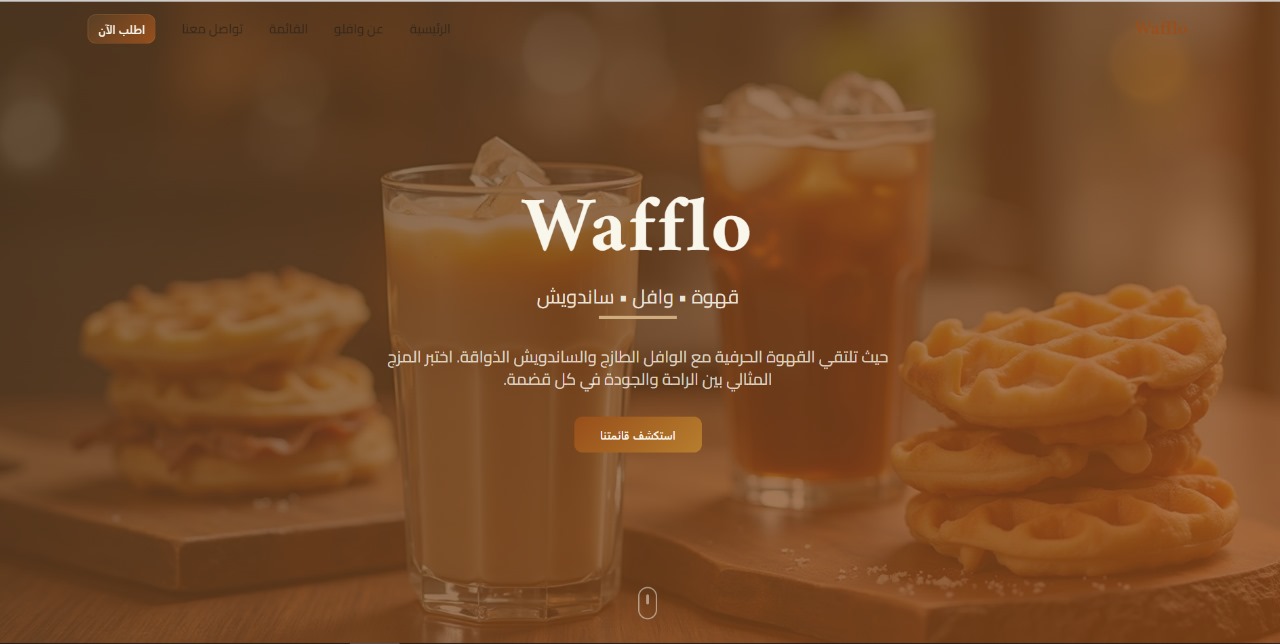 Wafflo
الرئيسية
عن وافلو
القائمة
تواصل معنا
اطلب الآن
Wafflo
قهوة ▪ وافل ▪ ساندويش
حيث تلتقي القهوة الحرفية مع الوافل الطازج والساندويش الذواقة. اختبر المزج
المثالي بين الراحة والجودة في كل قضمة.
استكشف قائمتنا